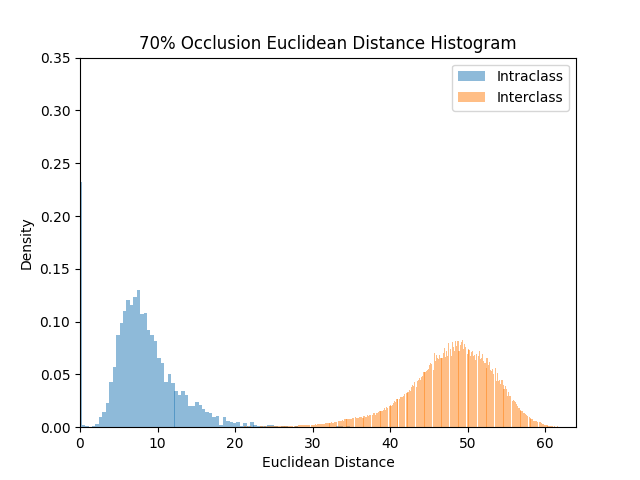 70% Occlusion Euclidean Distance Histogram
0.35
0.30
0.25
0.20
0.15
0.10
0.05
0.00
Density
Intraclass
Interclass
0 10 20 30 40 50 60
Euclidean Distance